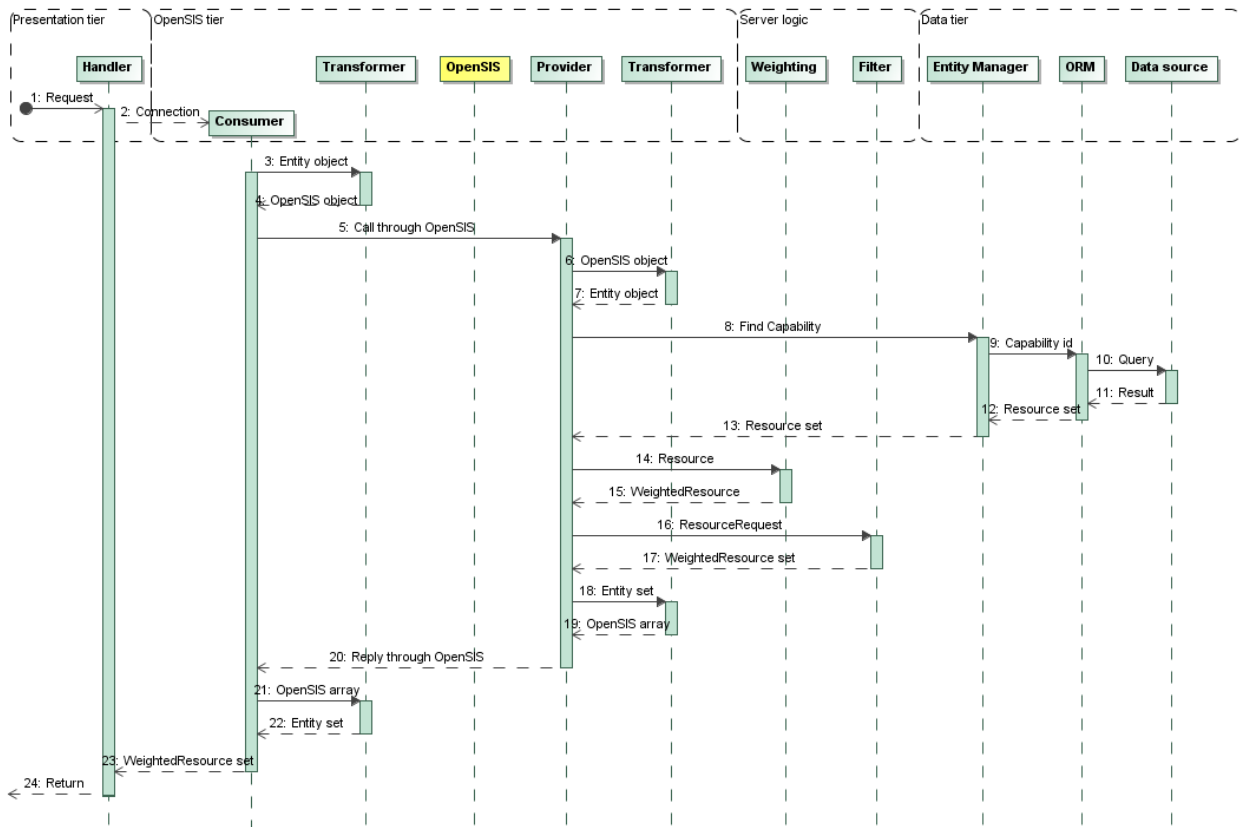 Presentation tier
OpenSIS tier
Server logic
Data tier
Handler
Transformer
OpenSIS
Provider
Transformer
Weighting
Filter
Entity Manager
ORM
Data source
1: Request
2: Connection
Consumer
3: Entity object
4: OpenSIS object
5: Call through OpenSIS
6: OpenSIS object
7: Entity object
8: Find Capability
9: Capability id
10: Query
11: Result
12: Resource set
13: Resource set
14: Resource
15: WeightedResource
16: ResourceRequest
17: WeightedResource set
18: Entity set
19: OpenSIS array
20: Reply through OpenSIS
21: OpenSIS array
22: Entity set
23: WeightedResource set
24: Return